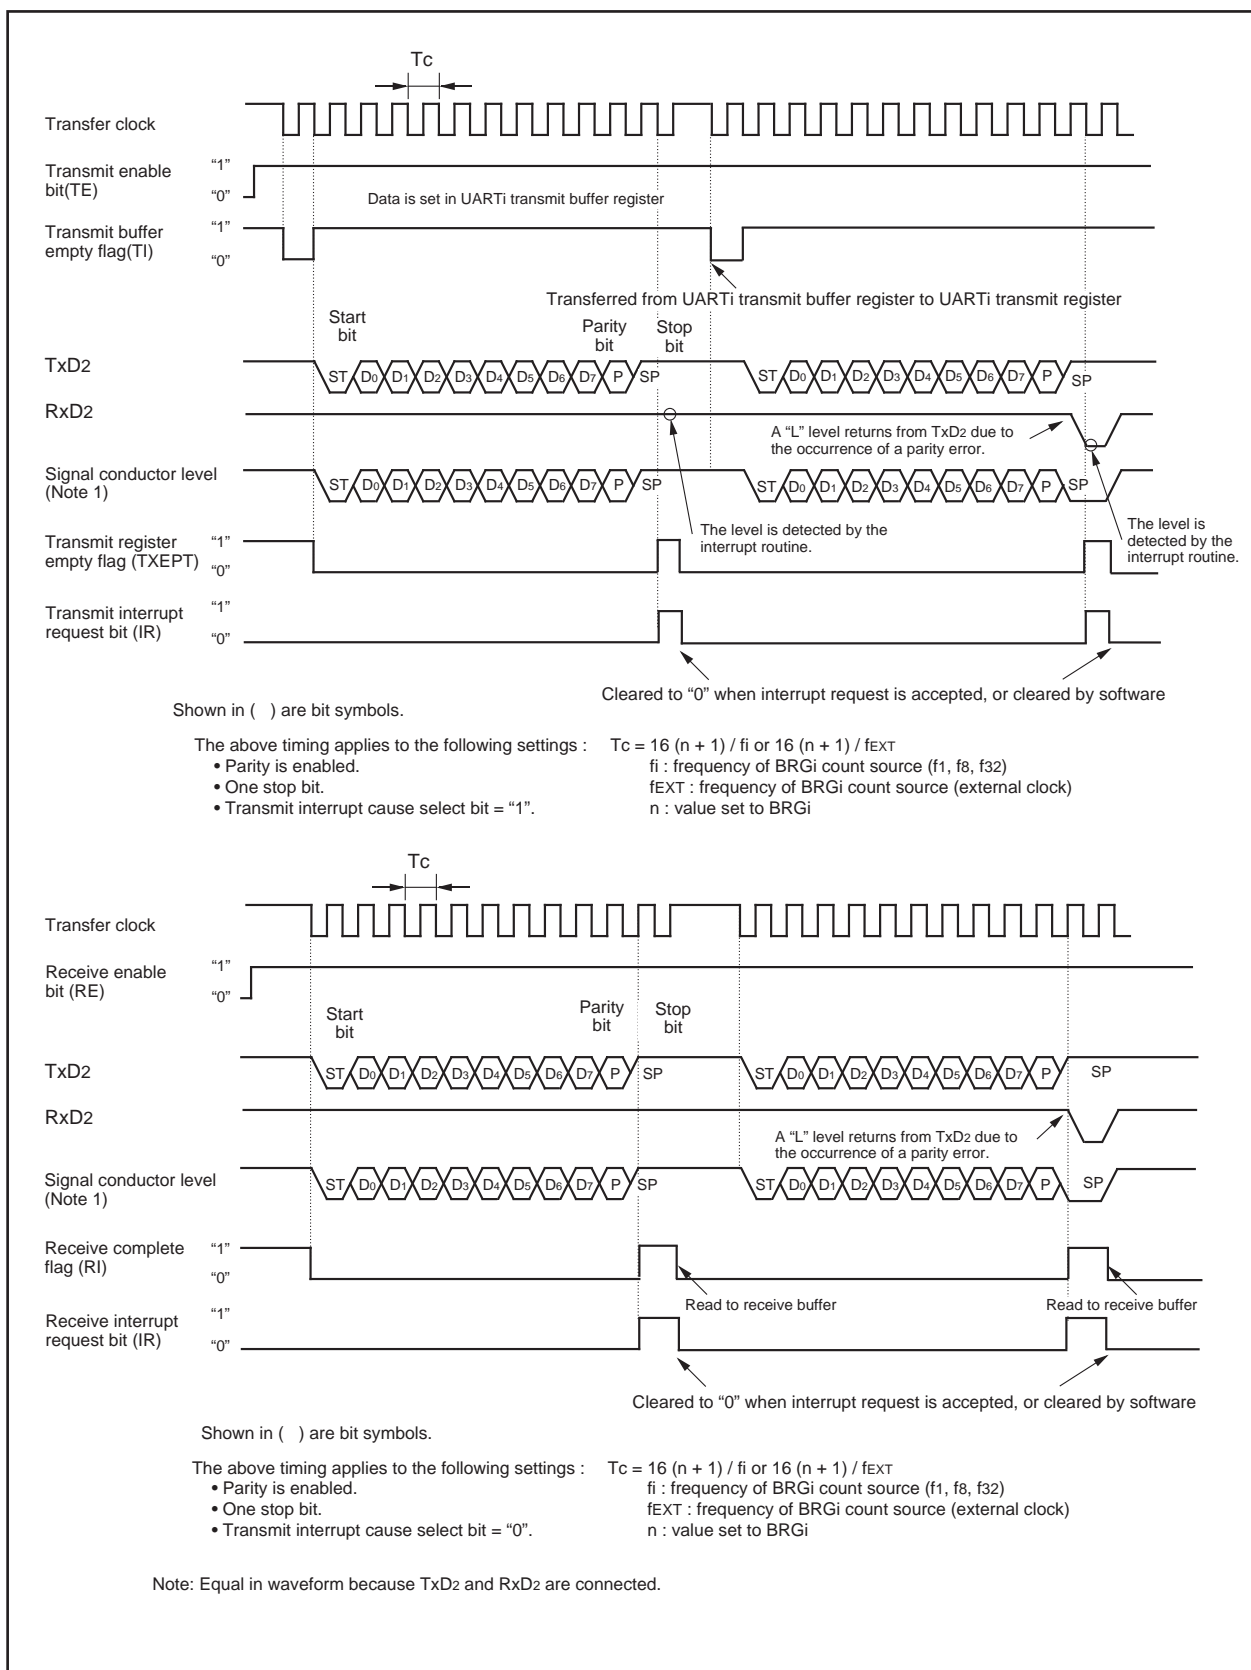 Tc
Transfer clock
Transmit enable
bit(TE)
“1”
“0”
Data is set in UARTi transmit buffer register
Transmit buffer
empty flag(TI)
“1”
“0”
Transferred from UARTi transmit buffer register to UARTi transmit register
Start
bit
Parity
bit
Stop
bit
TxD2
ST D0 D1 D2 D3 D4 D5 D6 D7 P SP
ST D0 D1 D2 D3 D4 D5 D6 D7 P SP
RxD2
A “L” level returns from TxD2 due to
the occurrence of a parity error.
Signal conductor level
(Note 1)
ST D0 D1 D2 D3 D4 D5 D6 D7 P SP
ST D0 D1 D2 D3 D4 D5 D6 D7 P SP
The level is detected by the
interrupt routine.
The level is
detected by the
interrupt routine.
Transmit register
empty flag (TXEPT)
“1”
“0”
Transmit interrupt
request bit (IR)
“1”
“0”
Cleared to “0” when interrupt request is accepted, or cleared by software
Shown in ( ) are bit symbols.
The above timing applies to the following settings :
• Parity is enabled.
• One stop bit.
• Transmit interrupt cause select bit = “1”.
Tc = 16 (n + 1) / fi or 16 (n + 1) / fEXT
fi : frequency of BRGi count source (f1, f8, f32)
fEXT : frequency of BRGi count source (external clock)
n : value set to BRGi
Tc
Transfer clock
Receive enable
bit (RE)
“1”
“0”
Start
bit
Parity
bit
Stop
bit
TxD2
ST D0 D1 D2 D3 D4 D5 D6 D7 P SP
ST D0 D1 D2 D3 D4 D5 D6 D7 P SP
RxD2
A “L” level returns from TxD2 due to
the occurrence of a parity error.
Signal conductor level
(Note 1)
ST D0 D1 D2 D3 D4 D5 D6 D7 P SP
ST D0 D1 D2 D3 D4 D5 D6 D7 P SP
Receive complete
flag (RI)
“1”
“0”
Read to receive buffer
Read to receive buffer
Receive interrupt
request bit (IR)
“1”
“0”
Cleared to “0” when interrupt request is accepted, or cleared by software
Shown in ( ) are bit symbols.
The above timing applies to the following settings :
• Parity is enabled.
• One stop bit.
• Transmit interrupt cause select bit = “0”.
Tc = 16 (n + 1) / fi or 16 (n + 1) / fEXT
fi : frequency of BRGi count source (f1, f8, f32)
fEXT : frequency of BRGi count source (external clock)
n : value set to BRGi
Note: Equal in waveform because TxD2 and RxD2 are connected.